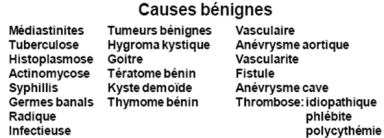 Causes bénignes
Médiastinites Tumeurs bénignes Vasculaire
Tuberculose Hygroma kystique Anévrysme aortique
Histoplasmose Goitre Vascularite
Actinomycose Tératome bénin Fistule
Syphillis Kyste demoïde Anévrysme cave
Germes banals Thymome bénin Thrombose: idiopathique
Radique phlébite
Infectieuse polycythémie